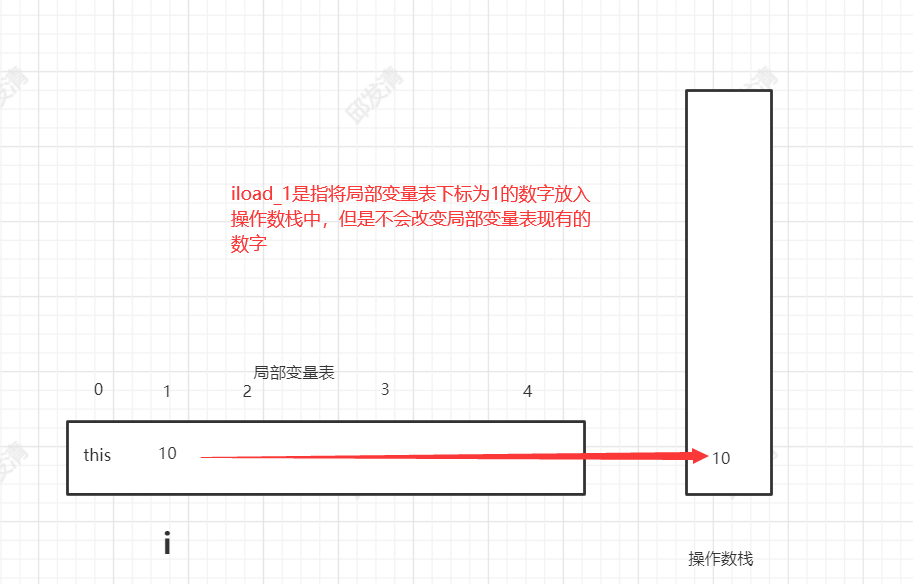 邱发清
iload_1是指将局部变量表下标为1的数字放入
操作数栈中，但是不会改变局部变量表现有的
数字
局部变量表
0 1 2 3 4
this 10
10
i
操作数栈